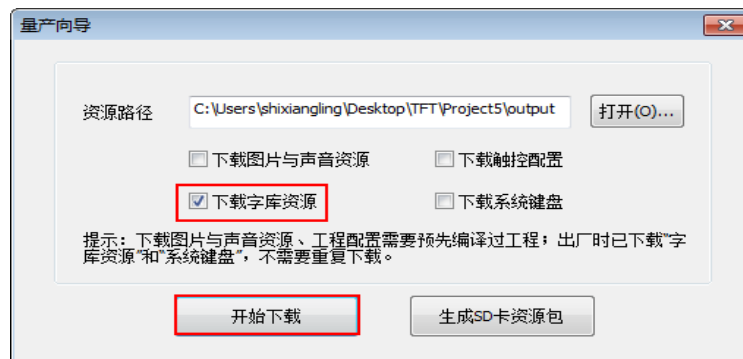 量产向导
资源路径 C:\Users\shixiangling\Desktop\TFT\Project5\output 打开(O)...
下载图片与声音资源 下载触控配置
下载字库资源 下载系统键盘
提示：下载图片与声音资源、工程配置需要预先编译过工程；出厂时已下载"字
库资源"和"系统键盘"，不需要重复下载。
开始下载 生成SD卡资源包